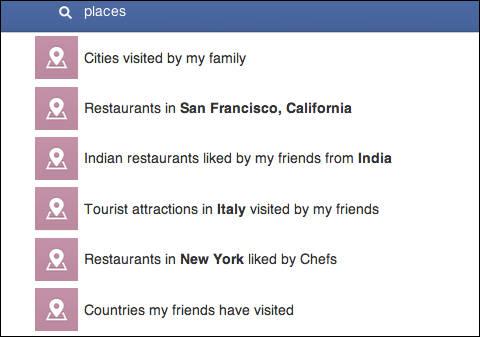 places
Cities visited by my family
Restaurants in San Francisco, California
Indian restaurants liked by my friends from India
Tourist attractions in Italy visited by my friends
Restaurants in New York liked by Chefs
Countries my friends have visited